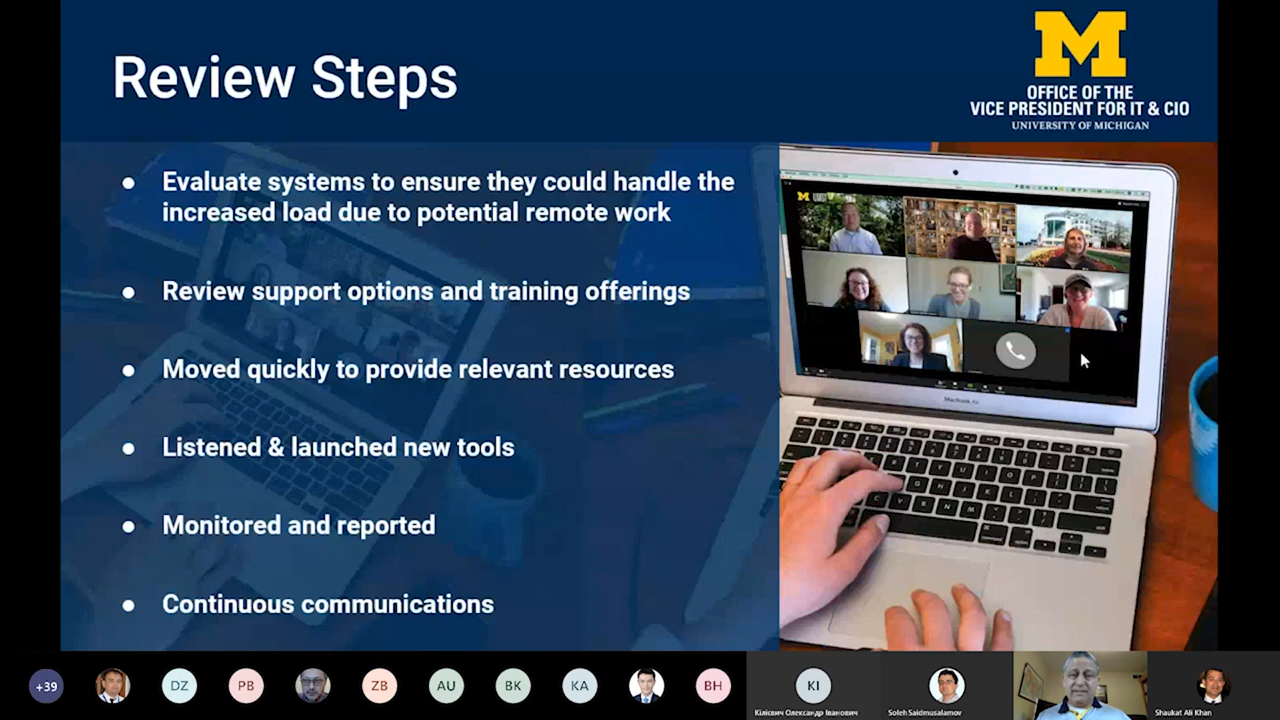 Review Steps
M
OFFICE OF THE
VICE PRESIDENT FOR IT & CIO
UNIVERSITY OF MICHIGAN
● Evaluate systems to ensure they could handle the
increased load due to potential remote work
● Review support options and training offerings
● Moved quickly to provide relevant resources
● Listened & launched new tools
● Monitored and reported
● Continuous communications
M
MacBook Air
+39
DZ
PB
ZB
AU
BK
KA
BH
KI
Кілієвич Олександр Іванович
Soleh Saidmusalamov
Shaukat Ali Khan